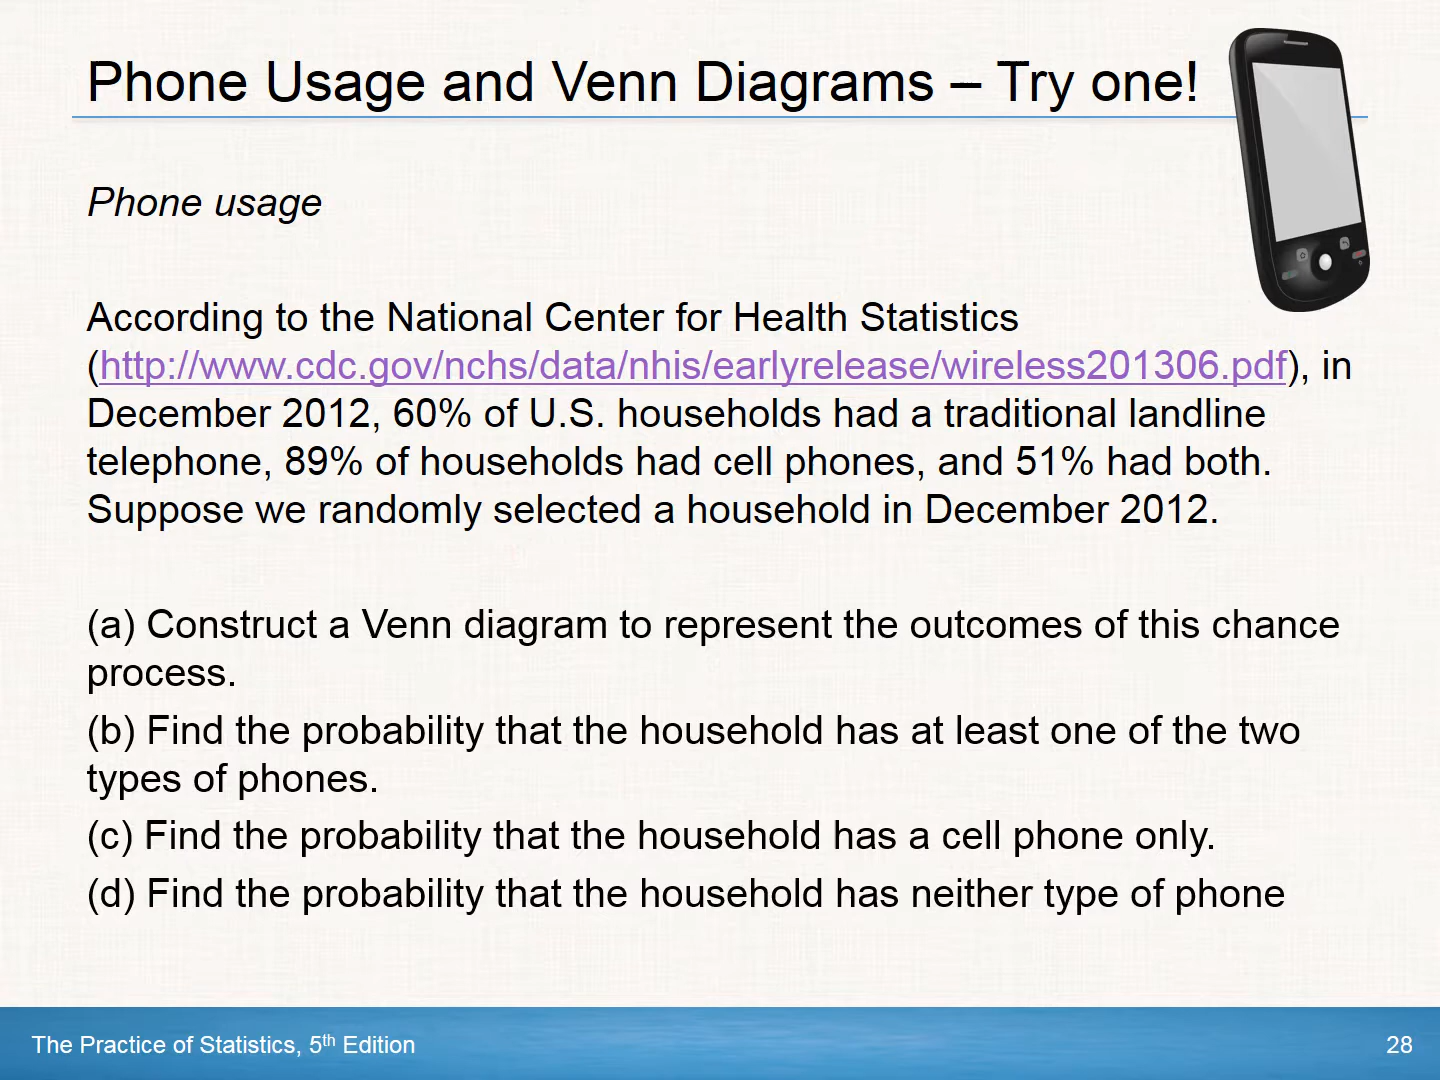 Phone Usage and Venn Diagrams – Try one!
Phone usage
According to the National Center for Health Statistics
(http://www.cdc.gov/nchs/data/nhis/earlyrelease/wireless201306.pdf), in
December 2012, 60% of U.S. households had a traditional landline
telephone, 89% of households had cell phones, and 51% had both.
Suppose we randomly selected a household in December 2012.
(a) Construct a Venn diagram to represent the outcomes of this chance
process.
(b) Find the probability that the household has at least one of the two
types of phones.
(c) Find the probability that the household has a cell phone only.
(d) Find the probability that the household has neither type of phone
The Practice of Statistics, 5th Edition
28